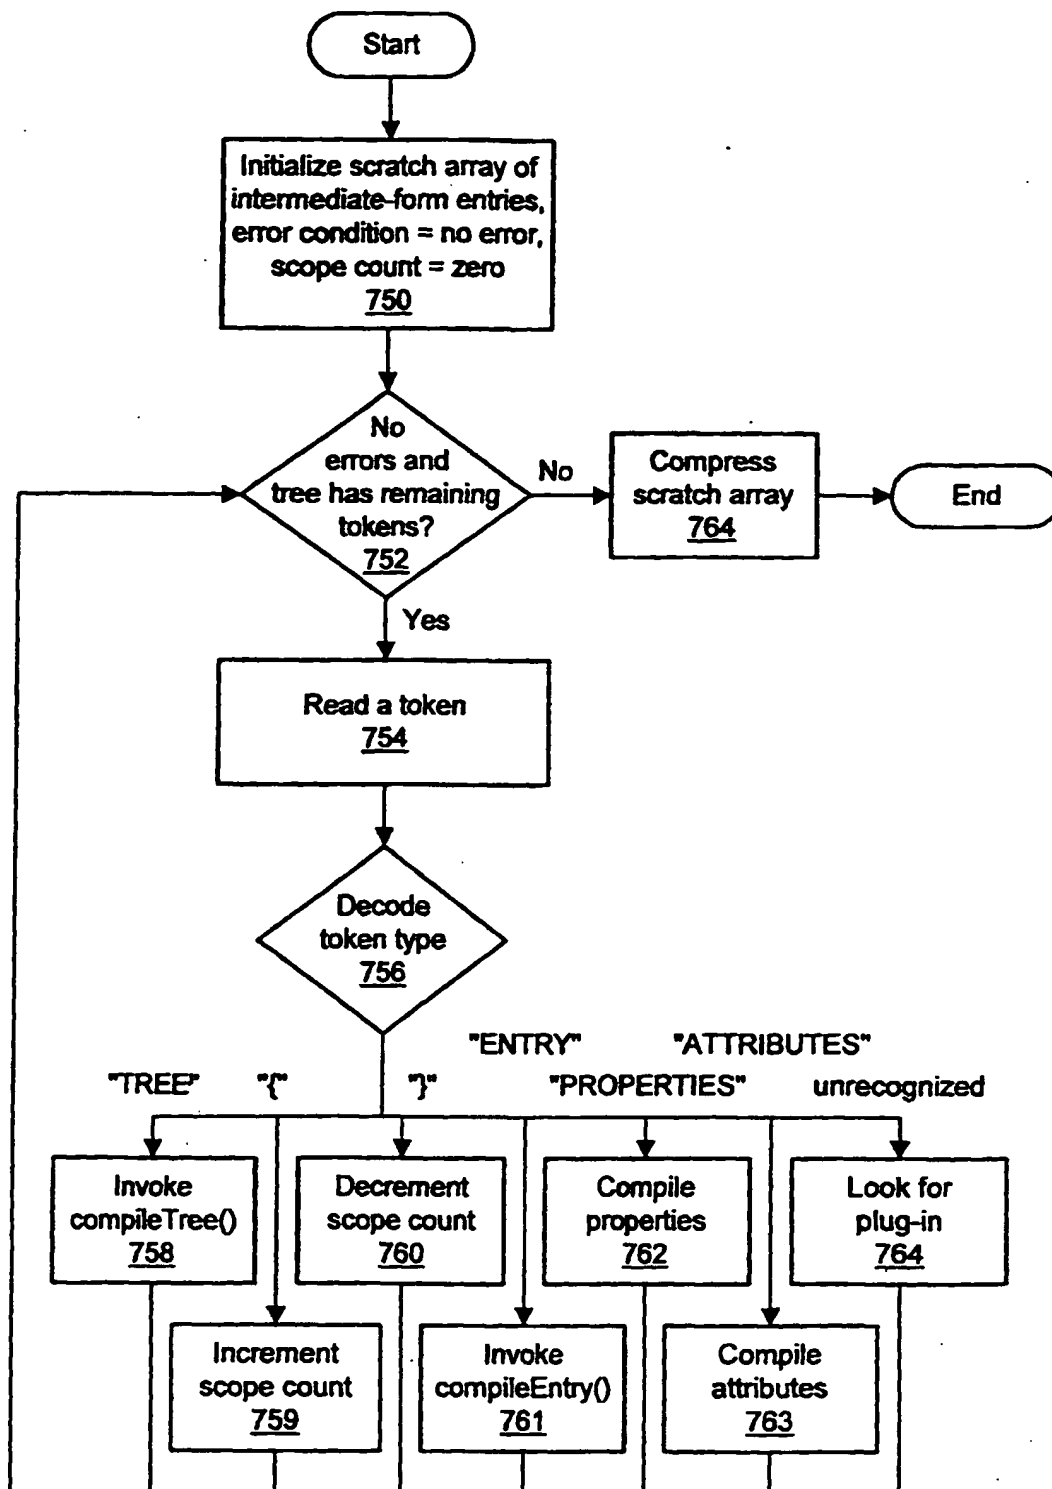 Start
Initialize scratch array of
intermediate-form entries,
error condition = no error,
scope count = zero
750
No
errors and
tree has remaining
tokens?
752
No
Compress
scratch array
764
End
Yes
Read a token
754
Decode
token type
756
"ENTRY"
"ATTRIBUTES"
"TREE"
"{"
"}"
"PROPERTIES"
unrecognized
Invoke
compileTree()
758
Decrement
scope count
760
Compile
properties
762
Look for
plug-in
764
Increment
scope count
759
Invoke
compileEntry()
761
Compile
attributes
763